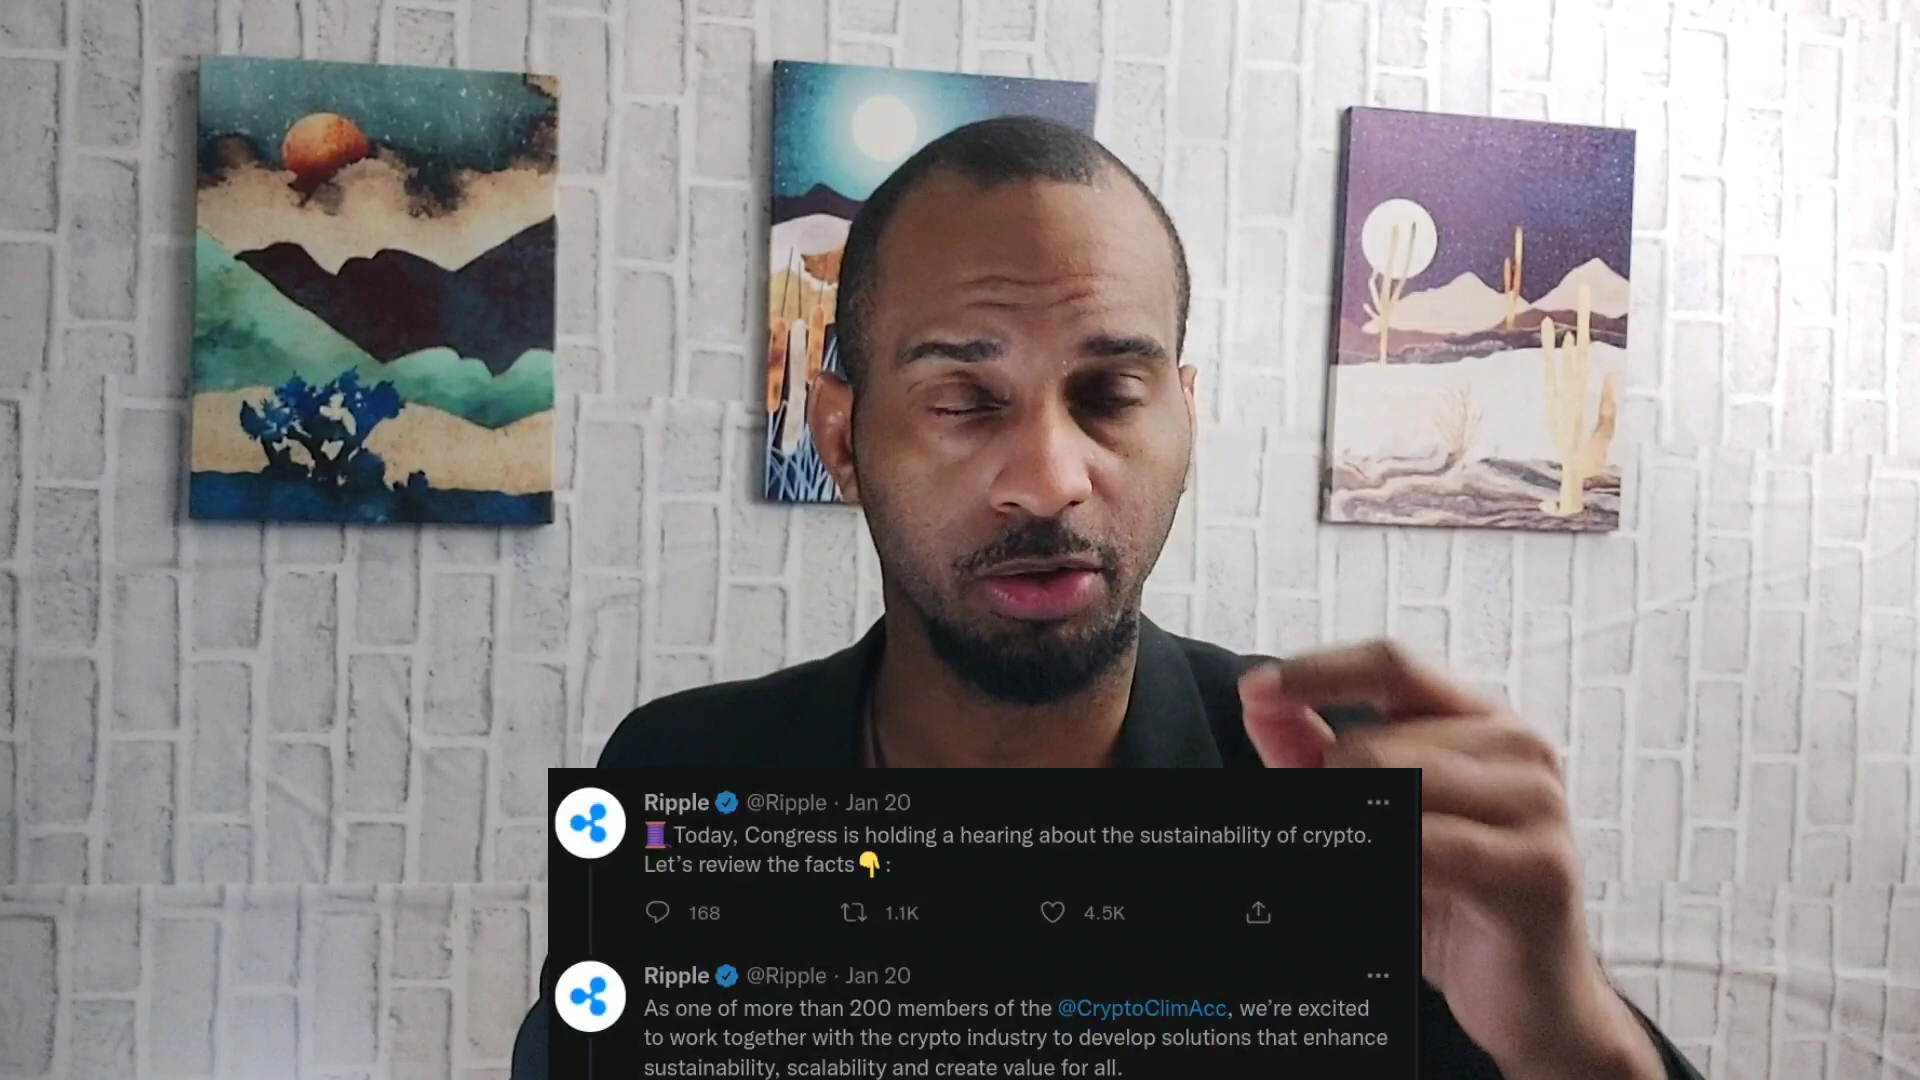 Ripple @Ripple · Jan 20
🧵Today, Congress is holding a hearing about the sustainability of crypto.
Let’s review the facts👇:
168 1.1K 4.5K
Ripple @Ripple · Jan 20
As one of more than 200 members of the @CryptoClimAcc, we’re excited
to work together with the crypto industry to develop solutions that enhance
sustainability, scalability and create value for all.